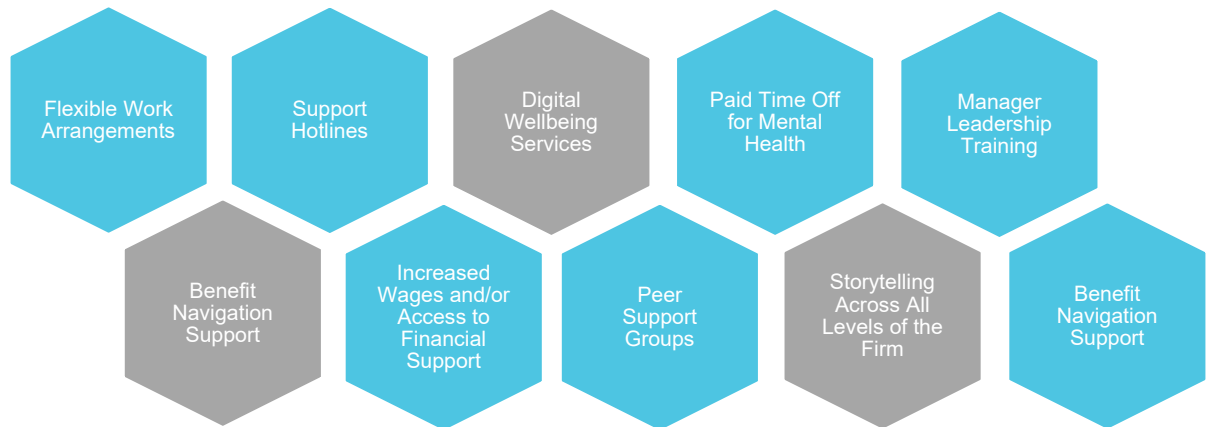 Flexible Work
Arrangements
Support
Hotlines
Digital
Wellbeing
Services
Paid Time Off
for Mental
Health
Manager
Leadership
Training
Benefit
Navigation
Support
Increased
Wages and/or
Access to
Financial
Support
Peer
Support
Groups
Storytelling
Across All
Levels of the
Firm
Benefit
Navigation
Support